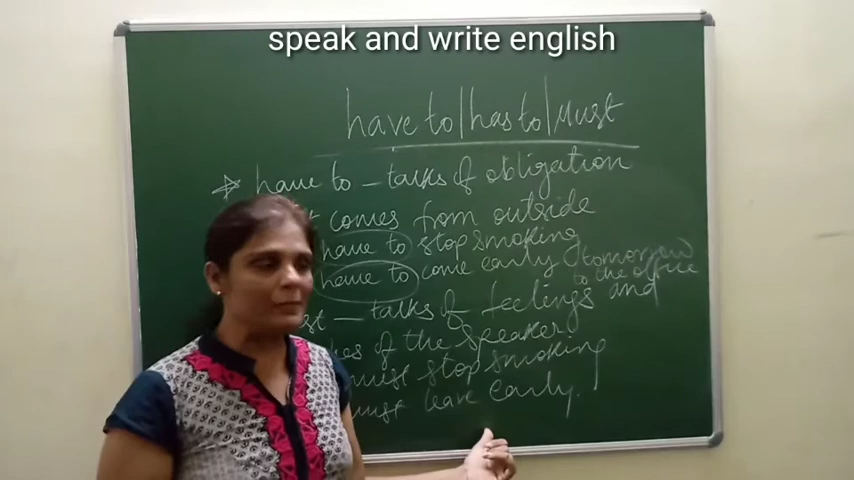 speak and write english
have to/has to/Must
☆ have to - talks of obligation
comes from outside
have to stop smoking
have to come early tomorrow
to the office
- talks of feelings and
of the speaker
must stop smoking
must leave early.